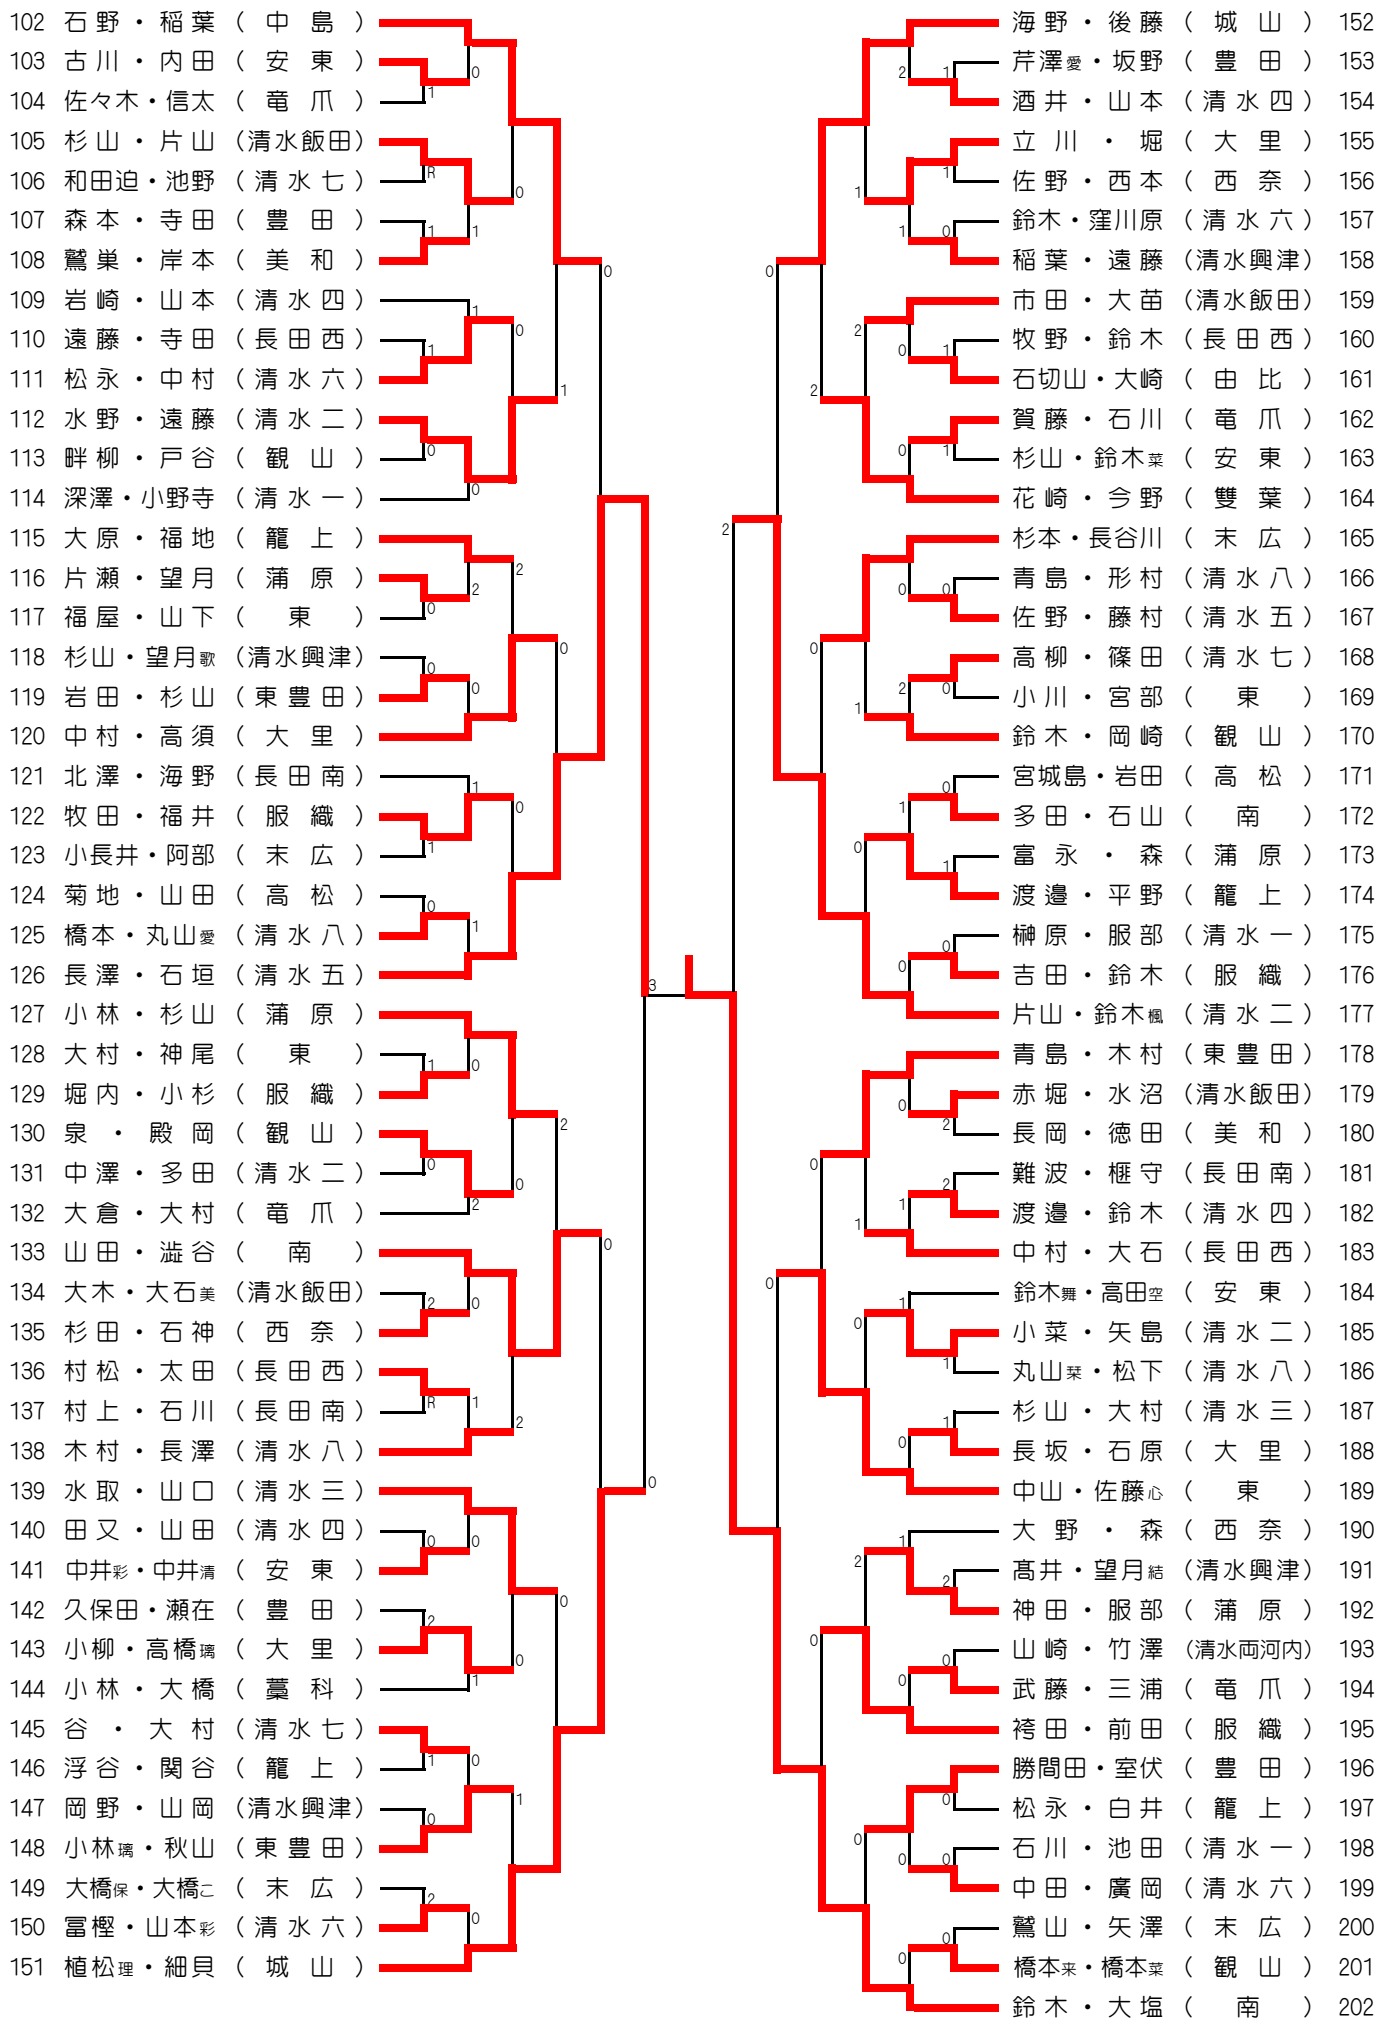 102 石野・稲葉 ( 中島 )
103 古川・内田 ( 安東 )
104 佐々木・信太 ( 竜爪 )
105 杉山・片山 (清水飯田)
106 和田迫・池野 ( 清水七 )
107 森本・寺田 ( 豊田 )
108 鷲巣・岸本 ( 美和 )
109 岩崎・山本 ( 清水四 )
110 遠藤・寺田 ( 長田西 )
111 松永・中村 ( 清水六 )
112 水野・遠藤 ( 清水二 )
113 畔柳・戸谷 ( 観山 )
114 深澤・小野寺 ( 清水一 )
115 大原・福地 ( 籠上 )
116 片瀬・望月 ( 蒲原 )
117 福屋・山下 ( 東 )
118 杉山・望月歌 (清水興津)
119 岩田・杉山 ( 東豊田 )
120 中村・高須 ( 大里 )
121 北澤・海野 ( 長田南 )
122 牧田・福井 ( 服織 )
123 小長井・阿部 ( 末広 )
124 菊地・山田 ( 高松 )
125 橋本・丸山愛 ( 清水八 )
126 長澤・石垣 ( 清水五 )
127 小林・杉山 ( 蒲原 )
128 大村・神尾 ( 東 )
129 堀内・小杉 ( 服織 )
130 泉・殿岡 ( 観山 )
131 中澤・多田 ( 清水二 )
132 大倉・大村 ( 竜爪 )
133 山田・澁谷 ( 南 )
134 大木・大石美 (清水飯田)
135 杉田・石神 ( 西奈 )
136 村松・太田 ( 長田西 )
137 村上・石川 ( 長田南 )
138 木村・長澤 ( 清水八 )
139 水取・山口 ( 清水三 )
140 田又・山田 ( 清水四 )
141 中井彩・中井清 ( 安東 )
142 久保田・瀬在 ( 豊田 )
143 小柳・高橋璃 ( 大里 )
144 小林・大橋 ( 藁科 )
145 谷・大村 ( 清水七 )
146 浮谷・関谷 ( 籠上 )
147 岡野・山岡 (清水興津)
148 小林璃・秋山 ( 東豊田 )
149 大橋保・大橋こ ( 末広 )
150 冨樫・山本彩 ( 清水六 )
151 植松理・細貝 ( 城山 )
海野・後藤 ( 城山 ) 152
芹澤愛・坂野 ( 豊田 ) 153
酒井・山本 ( 清水四 ) 154
立川・堀 ( 大里 ) 155
佐野・西本 ( 西奈 ) 156
鈴木・窪川原 ( 清水六 ) 157
稲葉・遠藤 (清水興津) 158
市田・大苗 (清水飯田) 159
牧野・鈴木 ( 長田西 ) 160
石切山・大崎 ( 由比 ) 161
賀藤・石川 ( 竜爪 ) 162
杉山・鈴木菜 ( 安東 ) 163
花崎・今野 ( 雙葉 ) 164
杉本・長谷川 ( 末広 ) 165
青島・形村 ( 清水八 ) 166
佐野・藤村 ( 清水五 ) 167
高柳・篠田 ( 清水七 ) 168
小川・宮部 ( 東 ) 169
鈴木・岡崎 ( 観山 ) 170
宮城島・岩田 ( 高松 ) 171
多田・石山 ( 南 ) 172
富永・森 ( 蒲原 ) 173
渡邉・平野 ( 籠上 ) 174
榊原・服部 ( 清水一 ) 175
吉田・鈴木 ( 服織 ) 176
片山・鈴木楓 ( 清水二 ) 177
青島・木村 ( 東豊田 ) 178
赤堀・水沼 (清水飯田) 179
長岡・徳田 ( 美和 ) 180
難波・榧守 ( 長田南 ) 181
渡邉・鈴木 ( 清水四 ) 182
中村・大石 ( 長田西 ) 183
鈴木舞・高田空 ( 安東 ) 184
小菜・矢島 ( 清水二 ) 185
丸山栞・松下 ( 清水八 ) 186
杉山・大村 ( 清水三 ) 187
長坂・石原 ( 大里 ) 188
中山・佐藤心 ( 東 ) 189
大野・森 ( 西奈 ) 190
髙井・望月結 (清水興津) 191
神田・服部 ( 蒲原 ) 192
山崎・竹澤 (清水両河内) 193
武藤・三浦 ( 竜爪 ) 194
袴田・前田 ( 服織 ) 195
勝間田・室伏 ( 豊田 ) 196
松永・白井 ( 籠上 ) 197
石川・池田 ( 清水一 ) 198
中田・廣岡 ( 清水六 ) 199
鷲山・矢澤 ( 末広 ) 200
橋本来・橋本菜 ( 観山 ) 201
鈴木・大塩 ( 南 ) 202